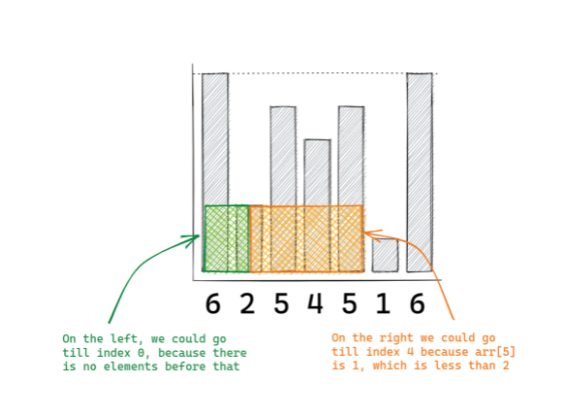 6 2 5 4 5 1 6
On the left, we could go
till index 0, because there
is no elements before that
On the right we could go
till index 4 because arr[5]
is 1, which is less than 2